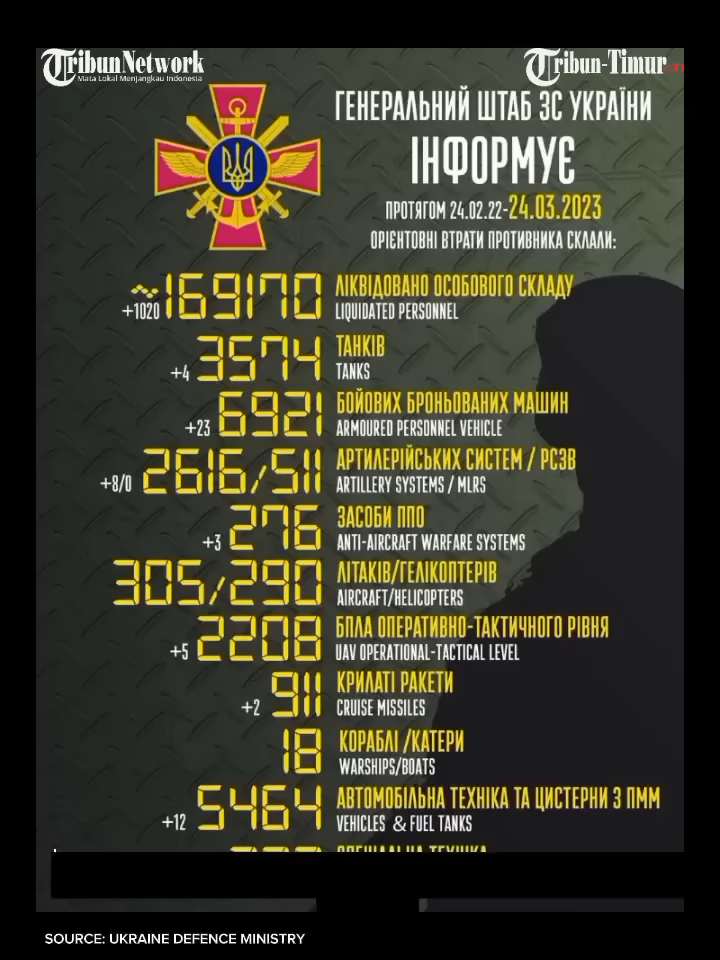 TribunNetwork
Mata Lokal Menjangkau Indonesia
Tribun-Timur.com
ГЕНЕРАЛЬНИЙ ШТАБ ЗС УКРАЇНИ
ІНФОРМУЄ
ПРОТЯГОМ 24.02.22-24.03.2023
ОРІЄНТОВНІ ВТРАТИ ПРОТИВНИКА СКЛАЛИ:
+1020 ~169170 ЛІКВІДОВАНО ОСОБОВОГО СКЛАДУ
LIQUIDATED PERSONNEL
+4 3574 ТАНКІВ
TANKS
+23 6921 БОЙОВИХ БРОНЬОВАНИХ МАШИН
ARMOURED PERSONNEL VEHICLE
+8/0 2616/511 АРТИЛЕРІЙСЬКИХ СИСТЕМ / РСЗВ
ARTILLERY SYSTEMS / MLRS
+3 276 ЗАСОБИ ППО
ANTI-AIRCRAFT WARFARE SYSTEMS
305/290 ЛІТАКІВ/ГЕЛІКОПТЕРІВ
AIRCRAFT/HELICOPTERS
+5 2208 БПЛА ОПЕРАТИВНО-ТАКТИЧНОГО РІВНЯ
UAV OPERATIONAL-TACTICAL LEVEL
+2 911 КРИЛАТІ РАКЕТИ
CRUISE MISSILES
18 КОРАБЛІ /КАТЕРИ
WARSHIPS/BOATS
+12 5464 АВТОМОБІЛЬНА ТЕХНІКА ТА ЦИСТЕРНИ З ПММ
VEHICLES & FUEL TANKS
SOURCE: UKRAINE DEFENCE MINISTRY